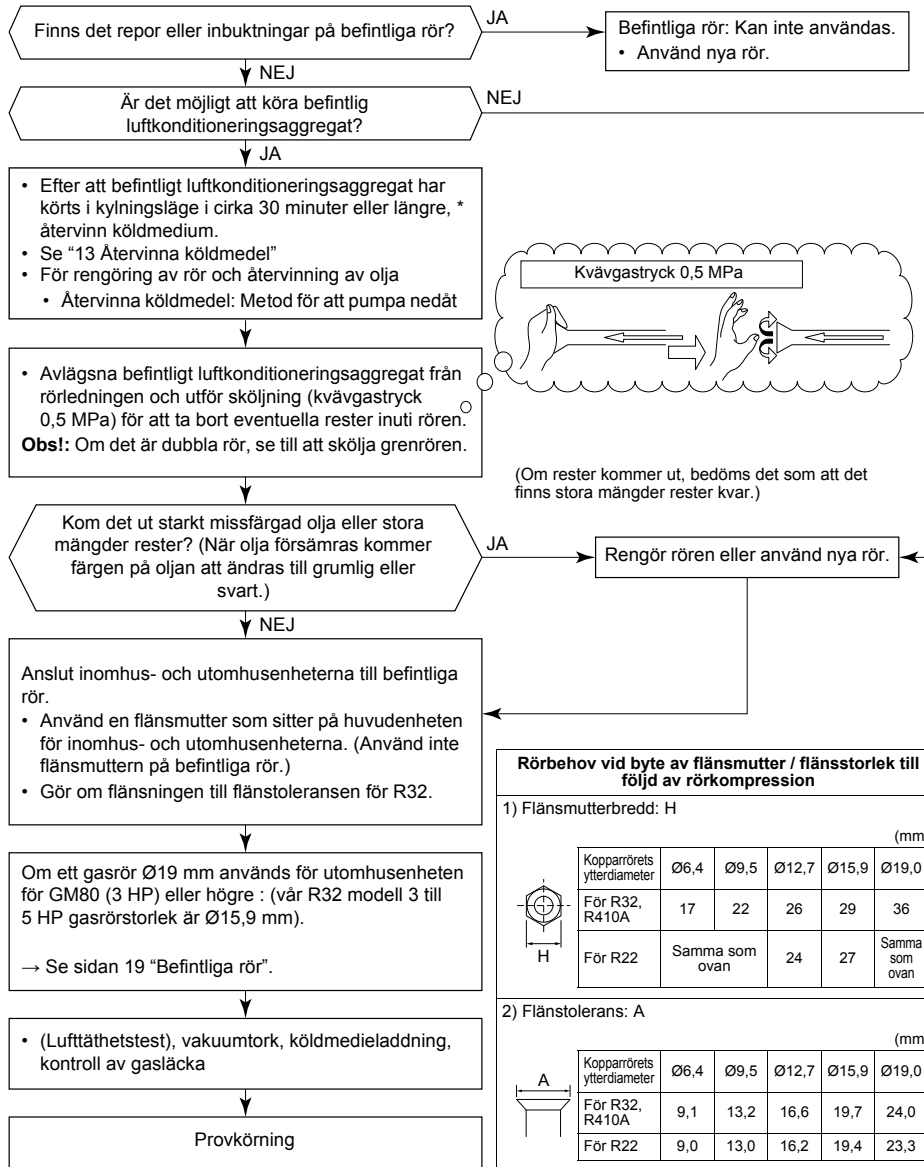 Finns det repor eller inbuktningar på befintliga rör?
JA
Befintliga rör: Kan inte användas.
• Använd nya rör.
NEJ
Är det möjligt att köra befintlig
luftkonditioneringsaggregat?
NEJ
JA
• Efter att befintligt luftkonditioneringsaggregat har
körts i kylningsläge i cirka 30 minuter eller längre, *
återvinn köldmedium.
• Se “13 Återvinna köldmedel”
• För rengöring av rör och återvinning av olja
• Återvinna köldmedel: Metod för att pumpa nedåt
Kvävgastryck 0,5 MPa
• Avlägsna befintligt luftkonditioneringsaggregat från
rörledningen och utför sköljning (kvävgastryck
0,5 MPa) för att ta bort eventuella rester inuti rören.
Obs!: Om det är dubbla rör, se till att skölja grenrören.
(Om rester kommer ut, bedöms det som att det
finns stora mängder rester kvar.)
Kom det ut starkt missfärgad olja eller stora
mängder rester? (När olja försämras kommer
färgen på oljan att ändras till grumlig eller
svart.)
JA
Rengör rören eller använd nya rör.
NEJ
Anslut inomhus- och utomhusenheterna till befintliga
rör.
• Använd en flänsmutter som sitter på huvudenheten
för inomhus- och utomhusenheterna. (Använd inte
flänsmuttern på befintliga rör.)
• Gör om flänsningen till flänstoleransen för R32.
Om ett gasrör Ø19 mm används för utomhusenheten
för GM80 (3 HP) eller högre : (vår R32 modell 3 till
5 HP gasrörstorlek är Ø15,9 mm).
→ Se sidan 19 “Befintliga rör”.
• (Lufttäthetstest), vakuumtork, köldmedieladdning,
kontroll av gasläcka
Provkörning
Rörbehov vid byte av flänsmutter / flänsstorlek till
följd av rörkompression
1) Flänsmutterbredd: H
(mm
Kopparrörets
ytterdiameter Ø6,4 Ø9,5 Ø12,7 Ø15,9 Ø19,0
För R32,
R410A 17 22 26 29 36
För R22 Samma som
ovan 24 27 Samma
som
ovan
H
2) Flänstolerans: A
(mm
A
Kopparrörets
ytterdiameter Ø6,4 Ø9,5 Ø12,7 Ø15,9 Ø19,0
För R32,
R410A 9,1 13,2 16,6 19,7 24,0
För R22 9,0 13,0 16,2 19,4 23,3